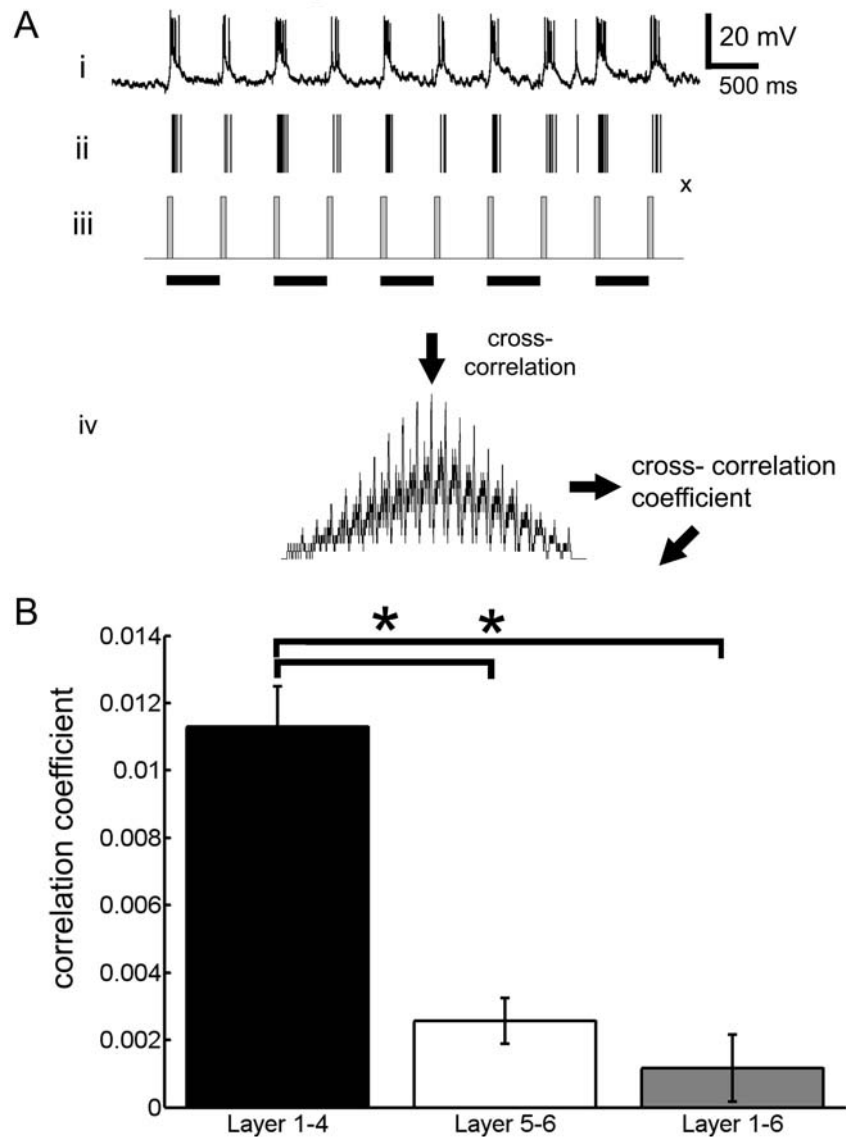 A
i
20 mV
500 ms
ii
x
iii
cross-
correlation
iv
cross- correlation
coefficient
B
* *
0.014
0.012
0.01
0.008
0.006
0.004
0.002
0
correlation coefficient
Layer 1-4
Layer 5-6
Layer 1-6